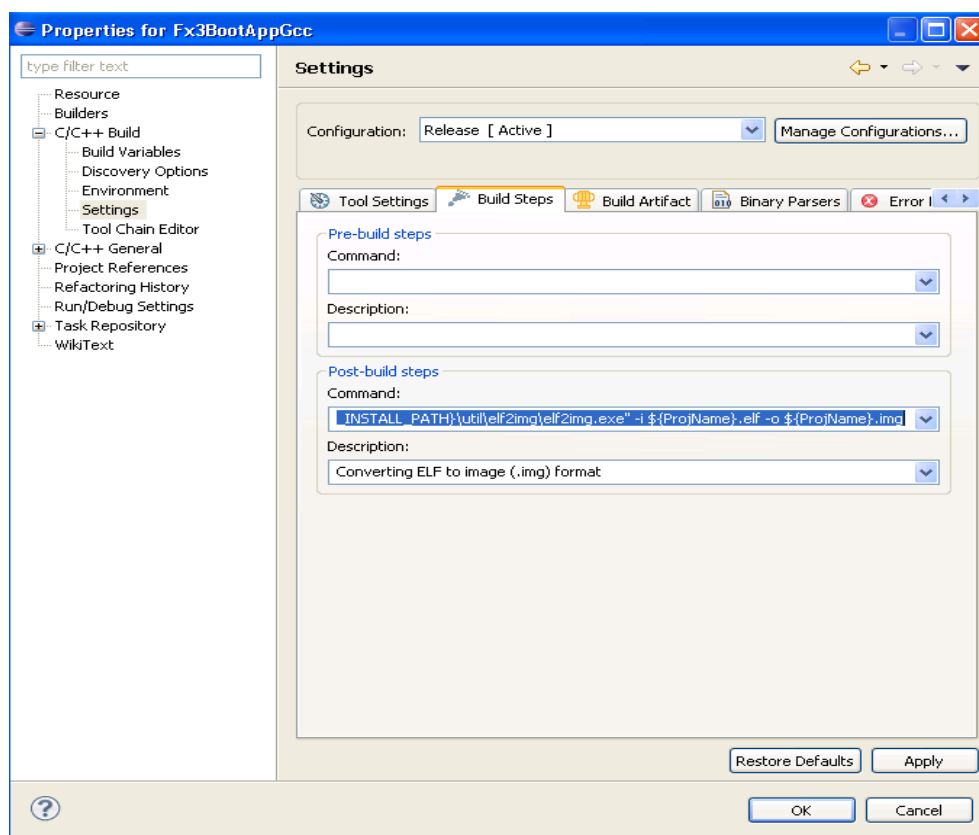 Properties for Fx3BootAppGcc
type filter text
Resource
Builders
C/C++ Build
Build Variables
Discovery Options
Environment
Settings
Tool Chain Editor
C/C++ General
Project References
Refactoring History
Run/Debug Settings
Task Repository
WikiText
Settings
Configuration: Release [ Active ] Manage Configurations...
Tool Settings Build Steps Build Artifact Binary Parsers Error
Pre-build steps
Command:
Description:
Post-build steps
Command:
_INSTALL_PATH}\util\elf2img\elf2img.exe" -i ${ProjName}.elf -o ${ProjName}.img
Description:
Converting ELF to image (.img) format
Restore Defaults Apply
OK Cancel